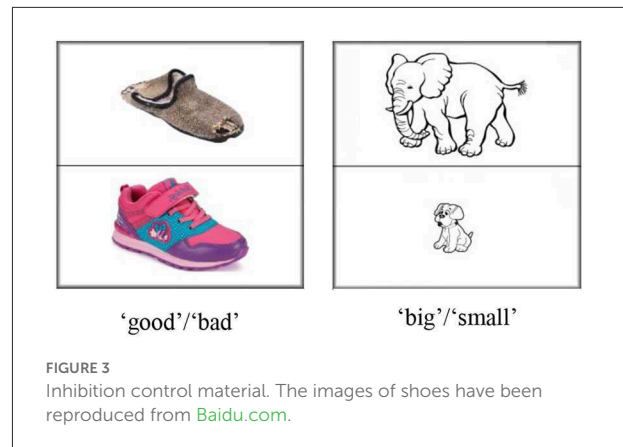 ‘good’/‘bad’
‘big’/‘small’
FIGURE 3
Inhibition control material. The images of shoes have been
reproduced from Baidu.com.